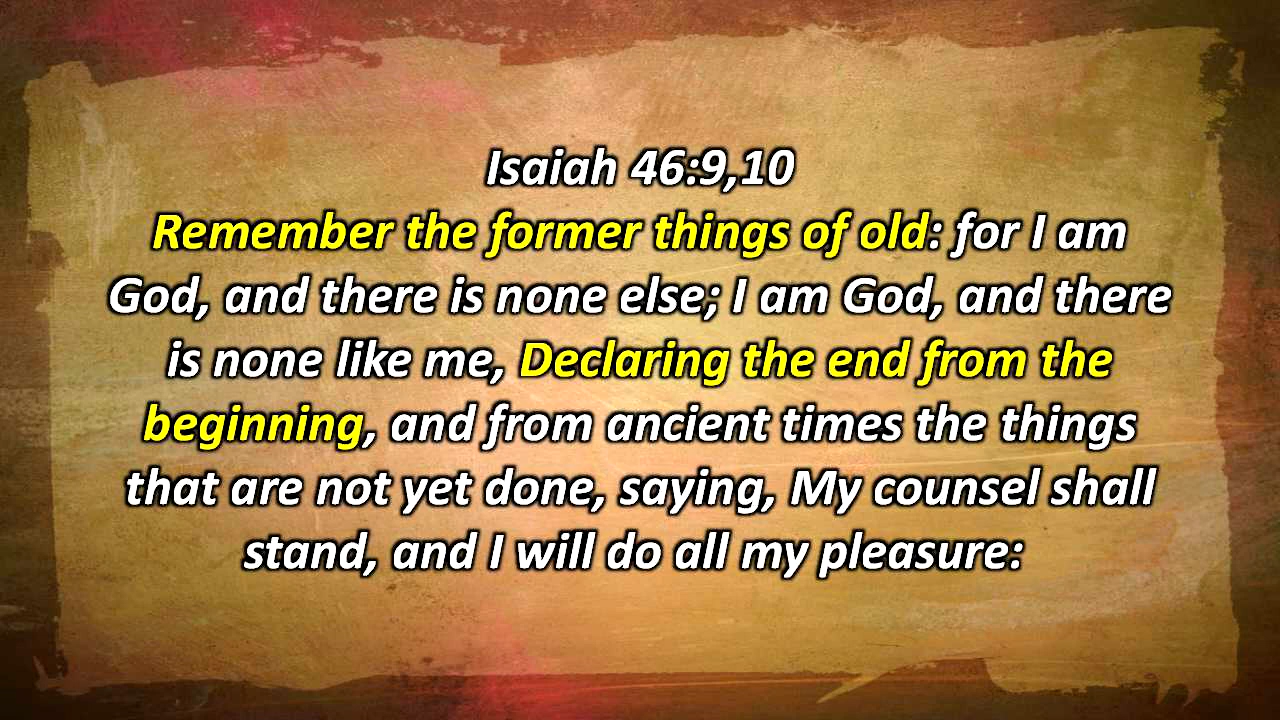 Isaiah 46:9,10
Remember the former things of old: for I am
God, and there is none else; I am God, and there
is none like me, Declaring the end from the
beginning, and from ancient times the things
that are not yet done, saying, My counsel shall
stand, and I will do all my pleasure: